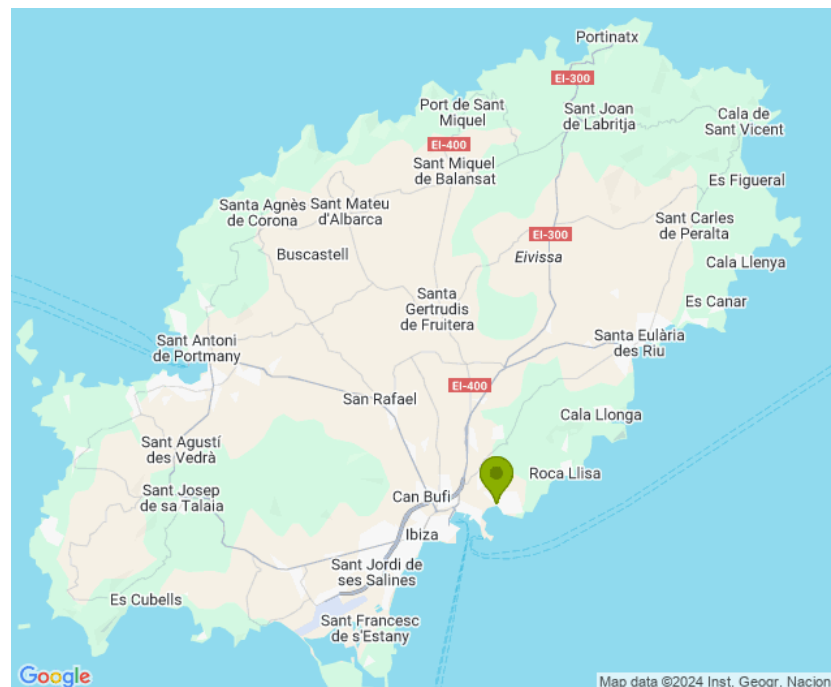 Portinatx
EI-300
Port de Sant
Miquel
Sant Joan
de Labritja
Cala de
Sant Vicent
EI-400
Sant Miquel
de Balansat
Es Figueral
Santa Agnès
de Corona
Sant Mateu
d'Albarca
Sant Carles
de Peralta
EI-300
Buscastell
Eivissa
Cala Llenya
Santa
Gertrudis
de Fruitera
Es Canar
Sant Antoni
de Portmany
Santa Eulària
des Riu
EI-400
San Rafael
Cala Llonga
Sant Agustí
des Vedrà
Roca Llisa
Sant Josep
de sa Talaia
Can Bufi
Ibiza
Sant Jordi de
ses Salines
Es Cubells
Sant Francesc
de s'Estany
Google
Map data ©2024 Inst. Geogr. Nacion